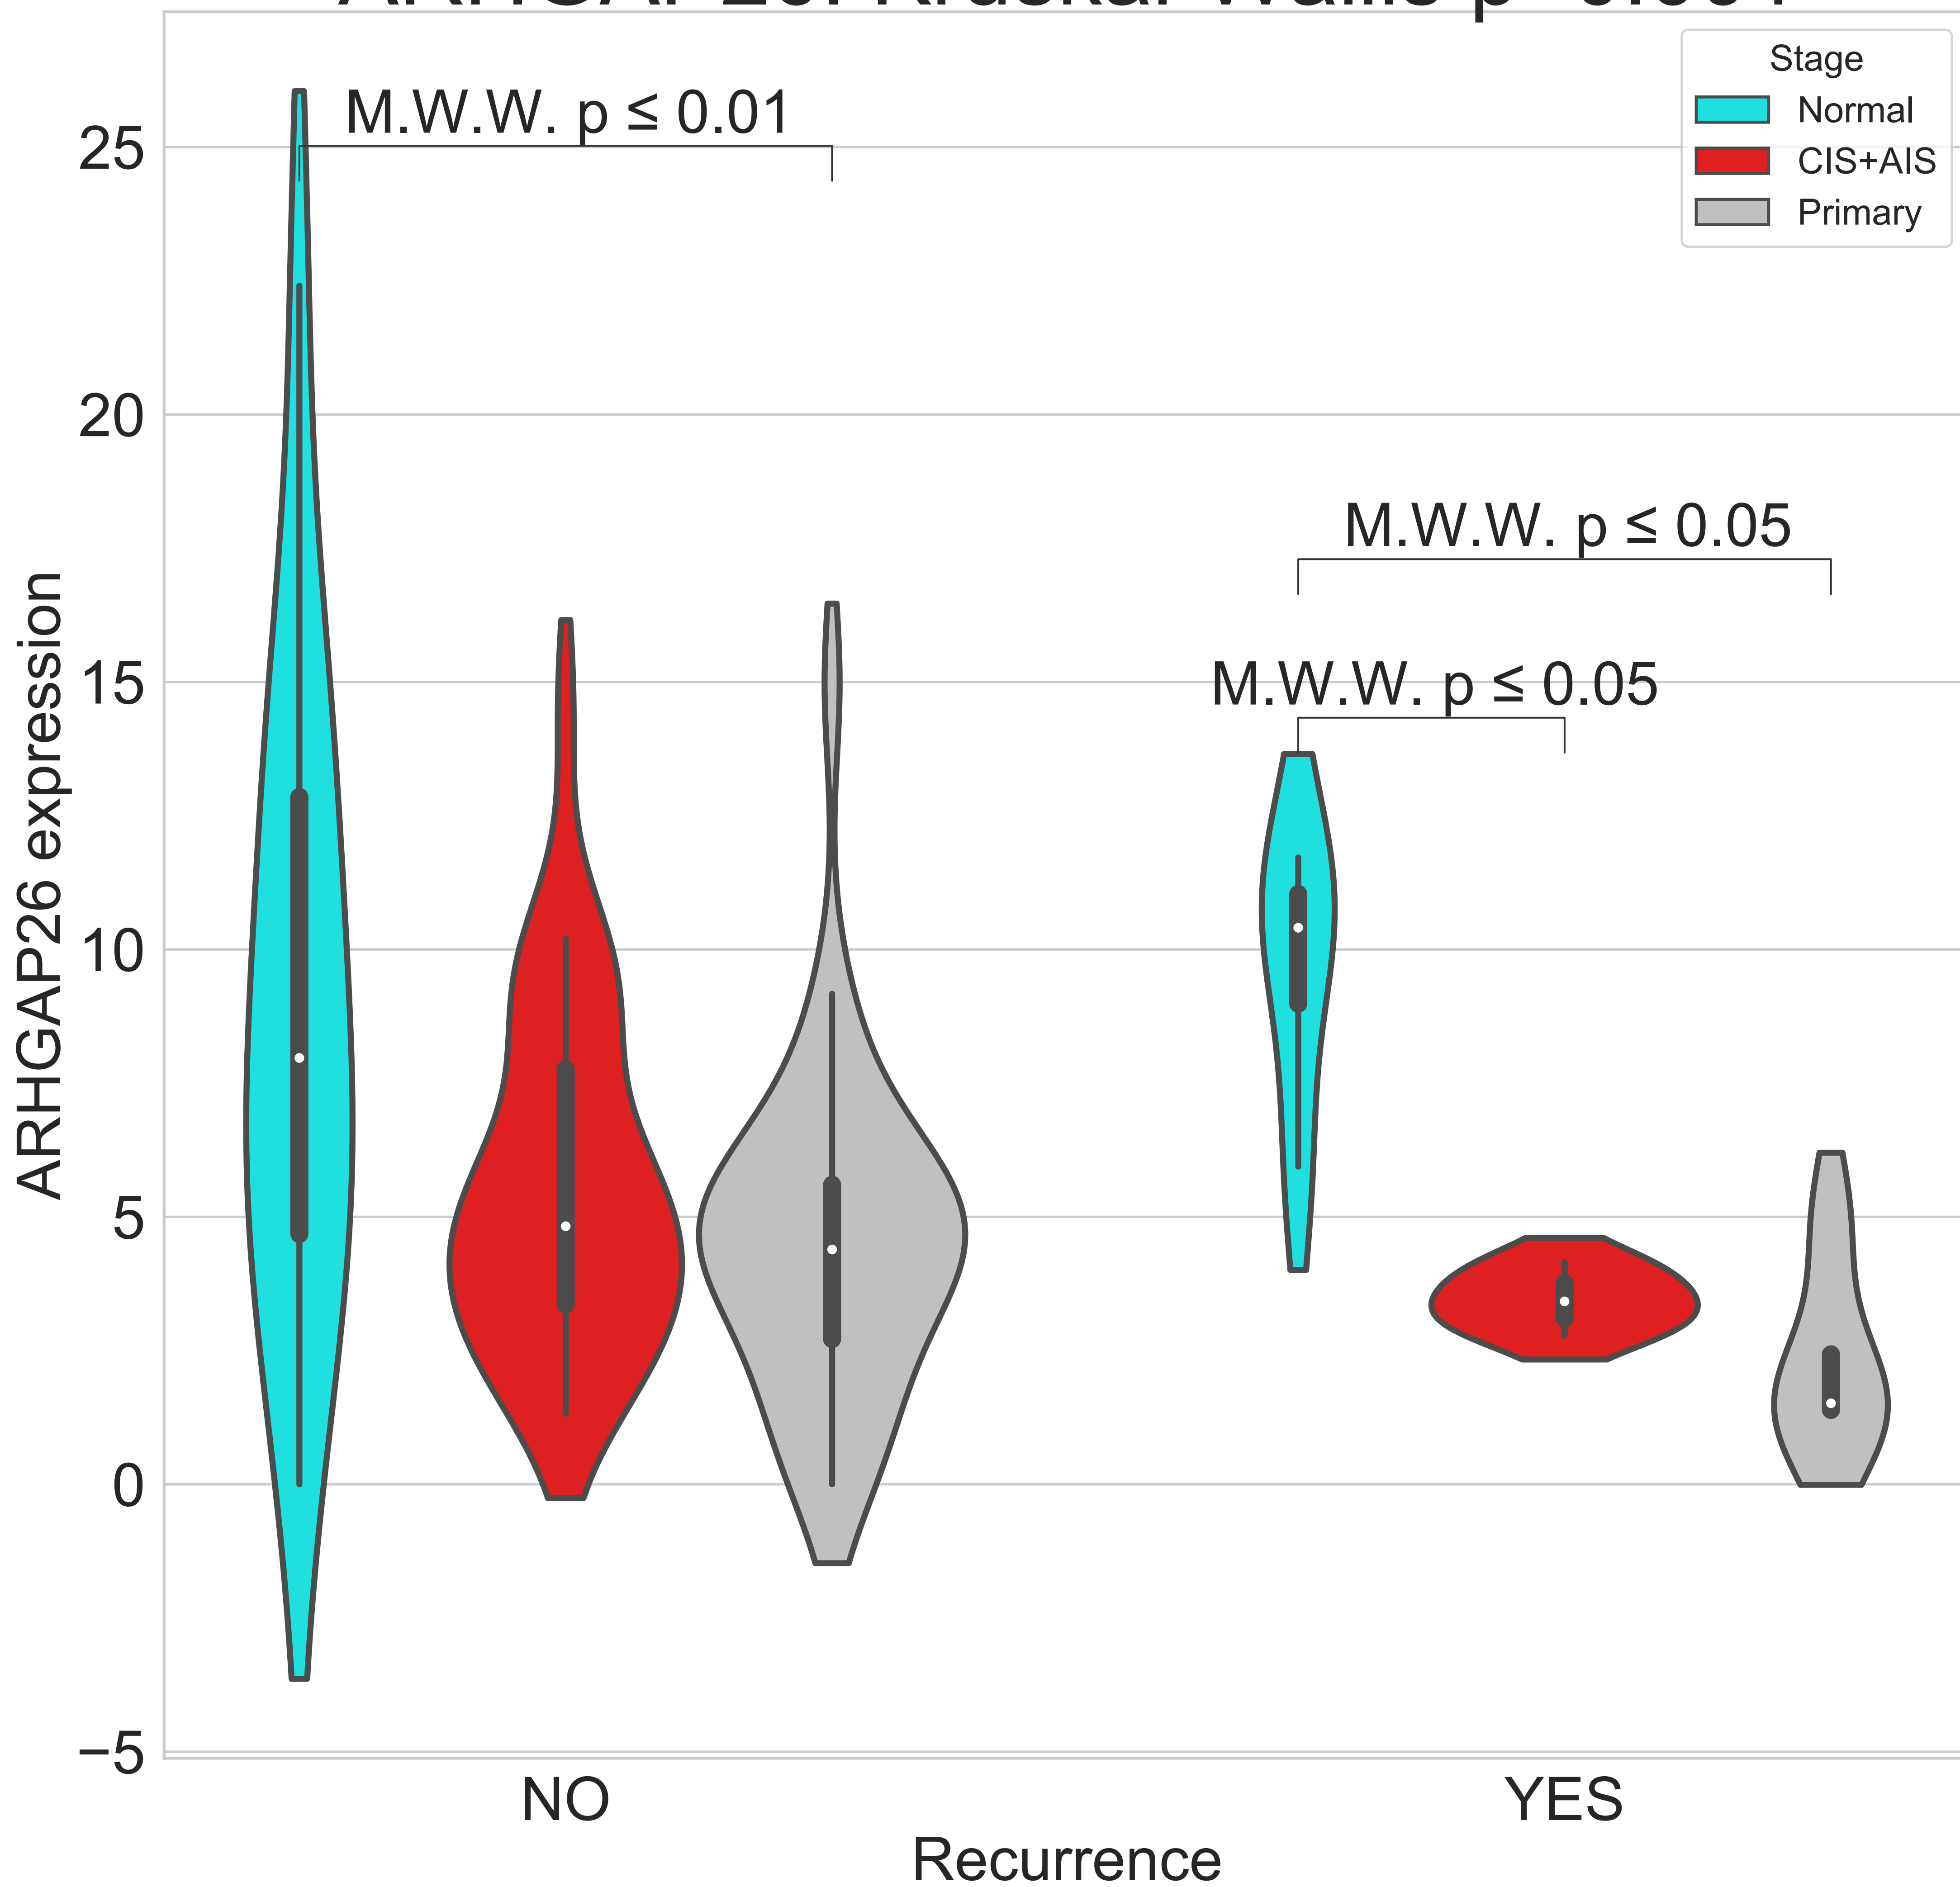 Stage
Normal
CIS+AIS
Primary
M.W.W. p ≤ 0.01
M.W.W. p ≤ 0.05
M.W.W. p ≤ 0.05
25
20
15
10
5
0
−5
ARHGAP26 expression
NO
YES
Recurrence